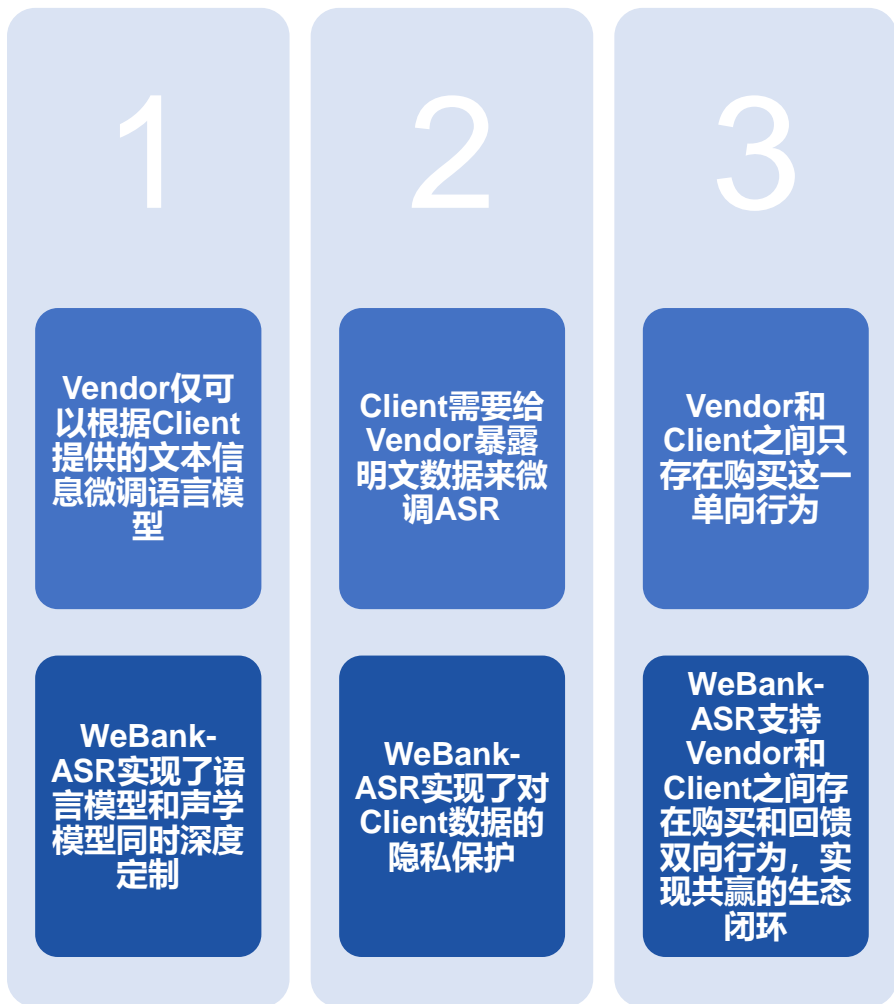 1
Vendor仅可
以根据Client
提供的文本信
息微调语言模
型
WeBank-
ASR实现了语
言模型和声学
模型同时深度
定制
2
Client需要给
Vendor暴露
明文数据来微
调ASR
WeBank-
ASR实现了对
Client数据的
隐私保护
3
Vendor和
Client之间只
存在购买这一
单向行为
WeBank-
ASR支持
Vendor和
Client之间存
在购买和回馈
双向行为，实
现共赢的生态
闭环